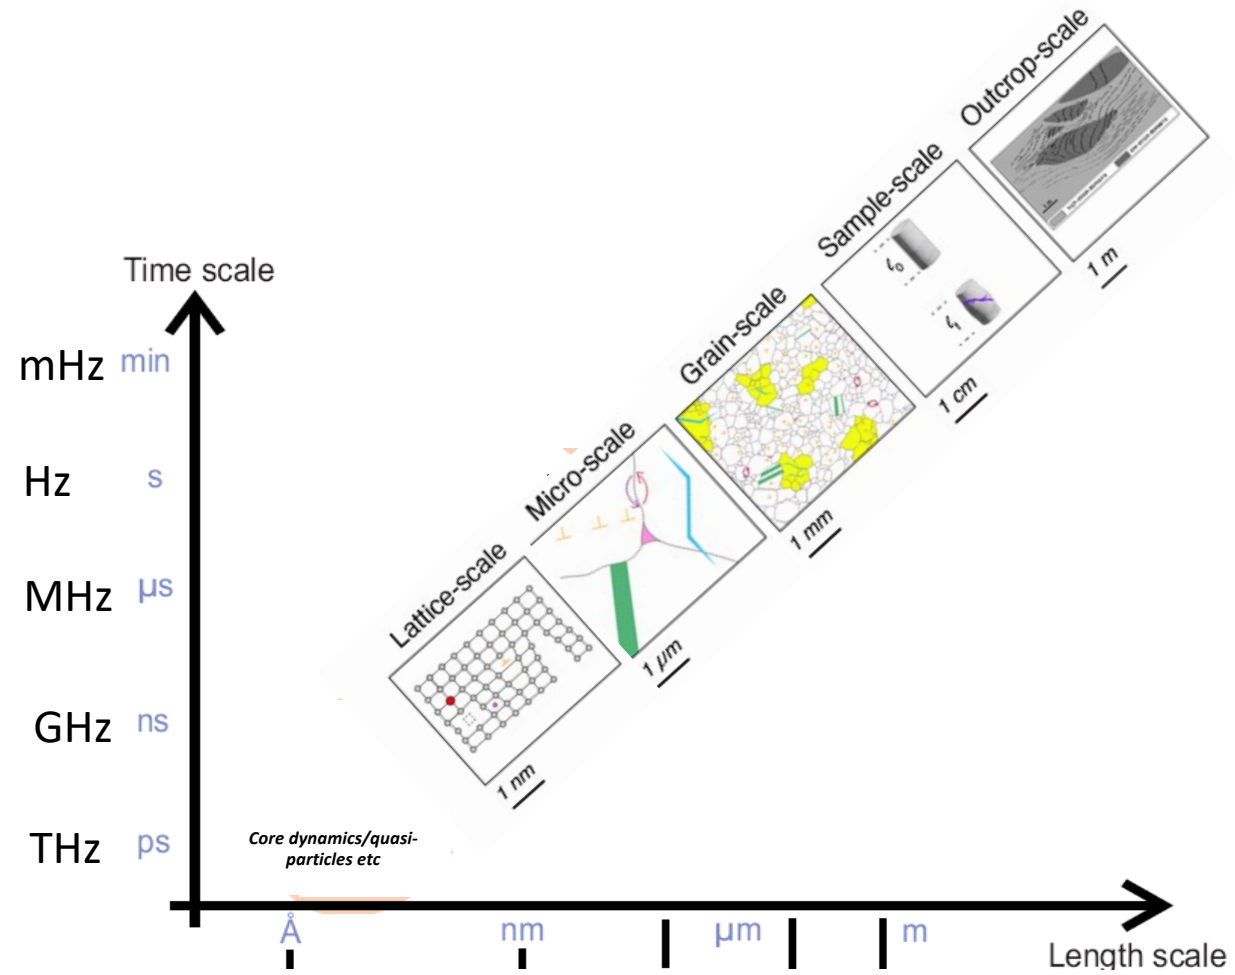 Outcrop-scale
1 m
Sample-scale
ℓ0
ℓ1
1 cm
Grain-scale
1 mm
Micro-scale
1 µm
Lattice-scale
1 nm
Time scale
mHz min
Hz s
MHz µs
GHz ns
THz ps
Core dynamics/quasi-
particles etc
Å nm µm m
Length scale